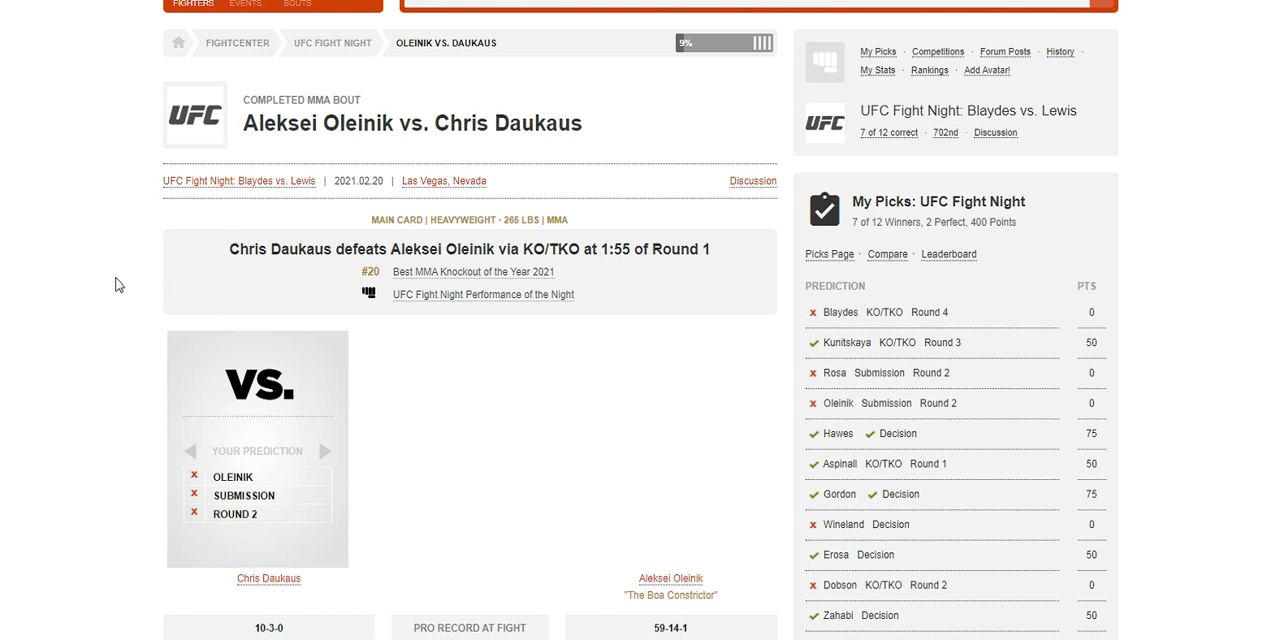 FIGHTERS EVENTS BOUTS
FIGHTCENTER UFC FIGHT NIGHT OLEINIK VS. DAUKAUS 9%
UFC
COMPLETED MMA BOUT
Aleksei Oleinik vs. Chris Daukaus
UFC Fight Night: Blaydes vs. Lewis | 2021.02.20 | Las Vegas, Nevada Discussion
MAIN CARD | HEAVYWEIGHT · 265 LBS | MMA
Chris Daukaus defeats Aleksei Oleinik via KO/TKO at 1:55 of Round 1
#20 Best MMA Knockout of the Year 2021
UFC Fight Night Performance of the Night
VS.
YOUR PREDICTION
x OLEINIK
x SUBMISSION
x ROUND 2
Chris Daukaus Aleksei Oleinik
"The Boa Constrictor"
10-3-0 PRO RECORD AT FIGHT 59-14-1
My Picks · Competitions · Forum Posts · History ·
My Stats · Rankings · Add Avatar!
UFC
UFC Fight Night: Blaydes vs. Lewis
7 of 12 correct · 702nd · Discussion
My Picks: UFC Fight Night
7 of 12 Winners, 2 Perfect, 400 Points
Picks Page · Compare · Leaderboard
PREDICTION PTS
x Blaydes KO/TKO Round 4 0
✓ Kunitskaya KO/TKO Round 3 50
x Rosa Submission Round 2 0
x Oleinik Submission Round 2 0
✓ Hawes ✓ Decision 75
✓ Aspinall KO/TKO Round 1 50
✓ Gordon ✓ Decision 75
x Wineland Decision 0
✓ Erosa Decision 50
x Dobson KO/TKO Round 2 0
✓ Zahabi Decision 50